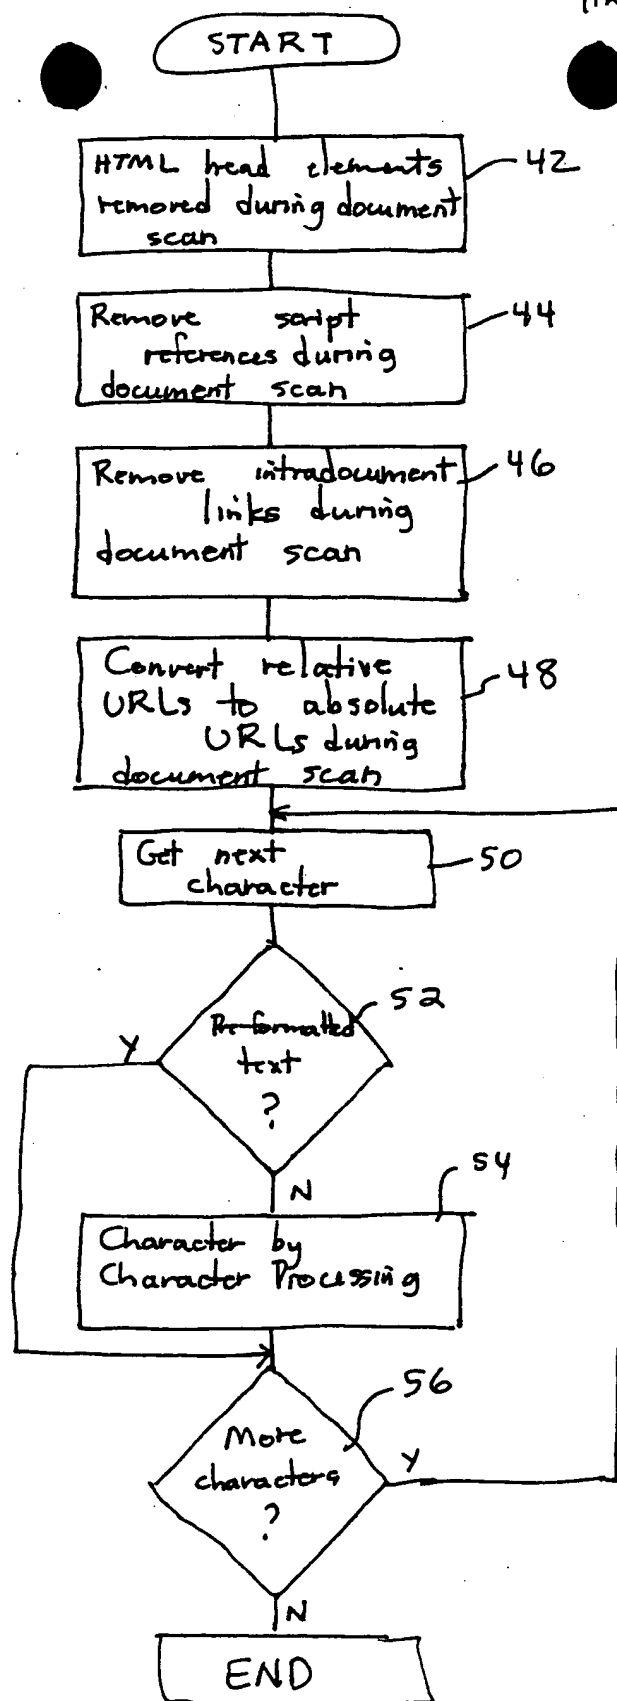 START
HTML head elements
removed during document
scan
42
Remove script
references during
document scan
44
Remove intradocument
links during
document scan
46
Convert relative
URLs to absolute
URLs during
document scan
48
Get next
character
50
Pre-formatted
text
?
52
Y
N
Character by
Character Processing
54
More
characters
?
56
Y
N
END